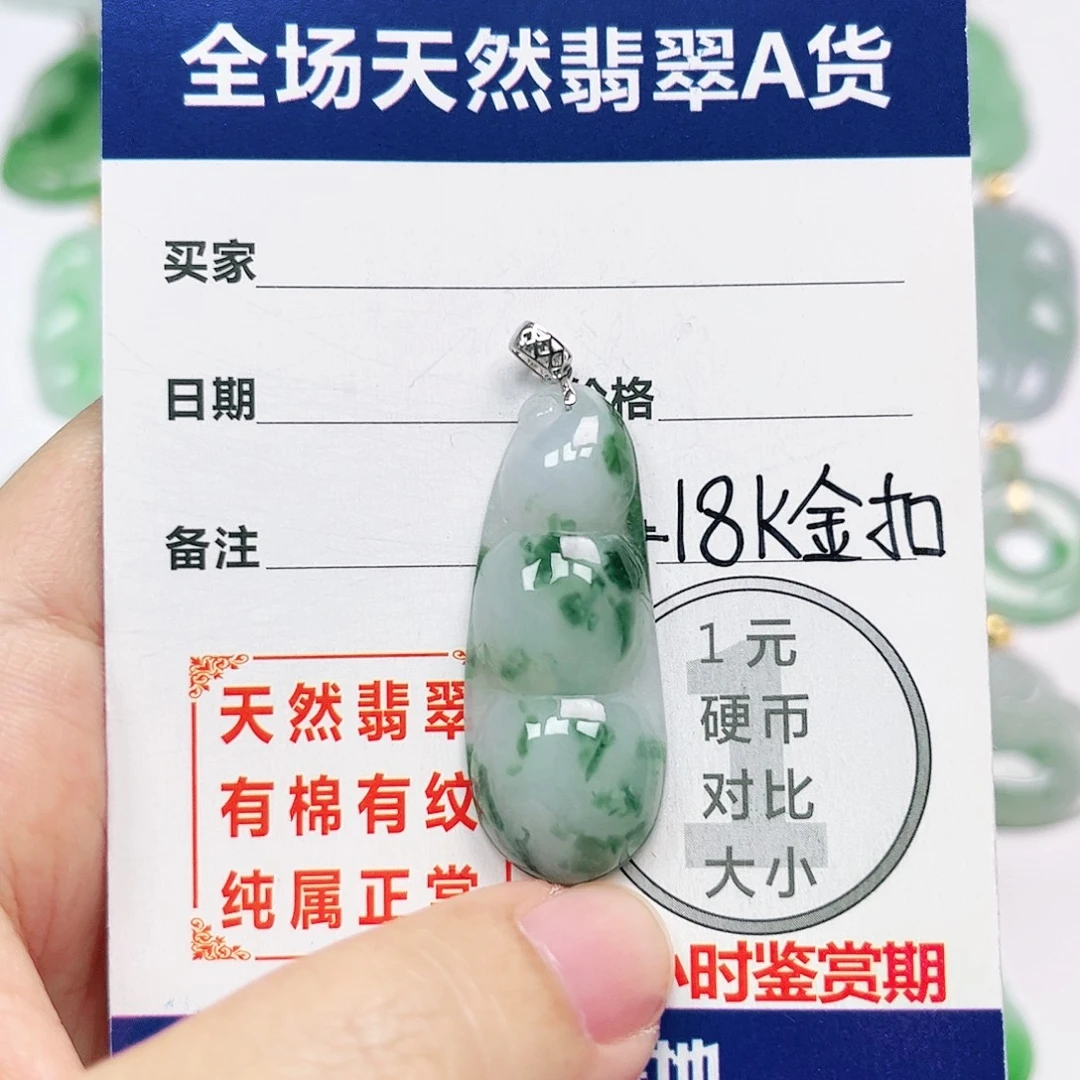 全场天然翡翠A货
买家
日期 价格
备注 18K金扣
天然翡翠
有棉有纹
纯属正常
1元
硬币
对比
大小
小时鉴赏期